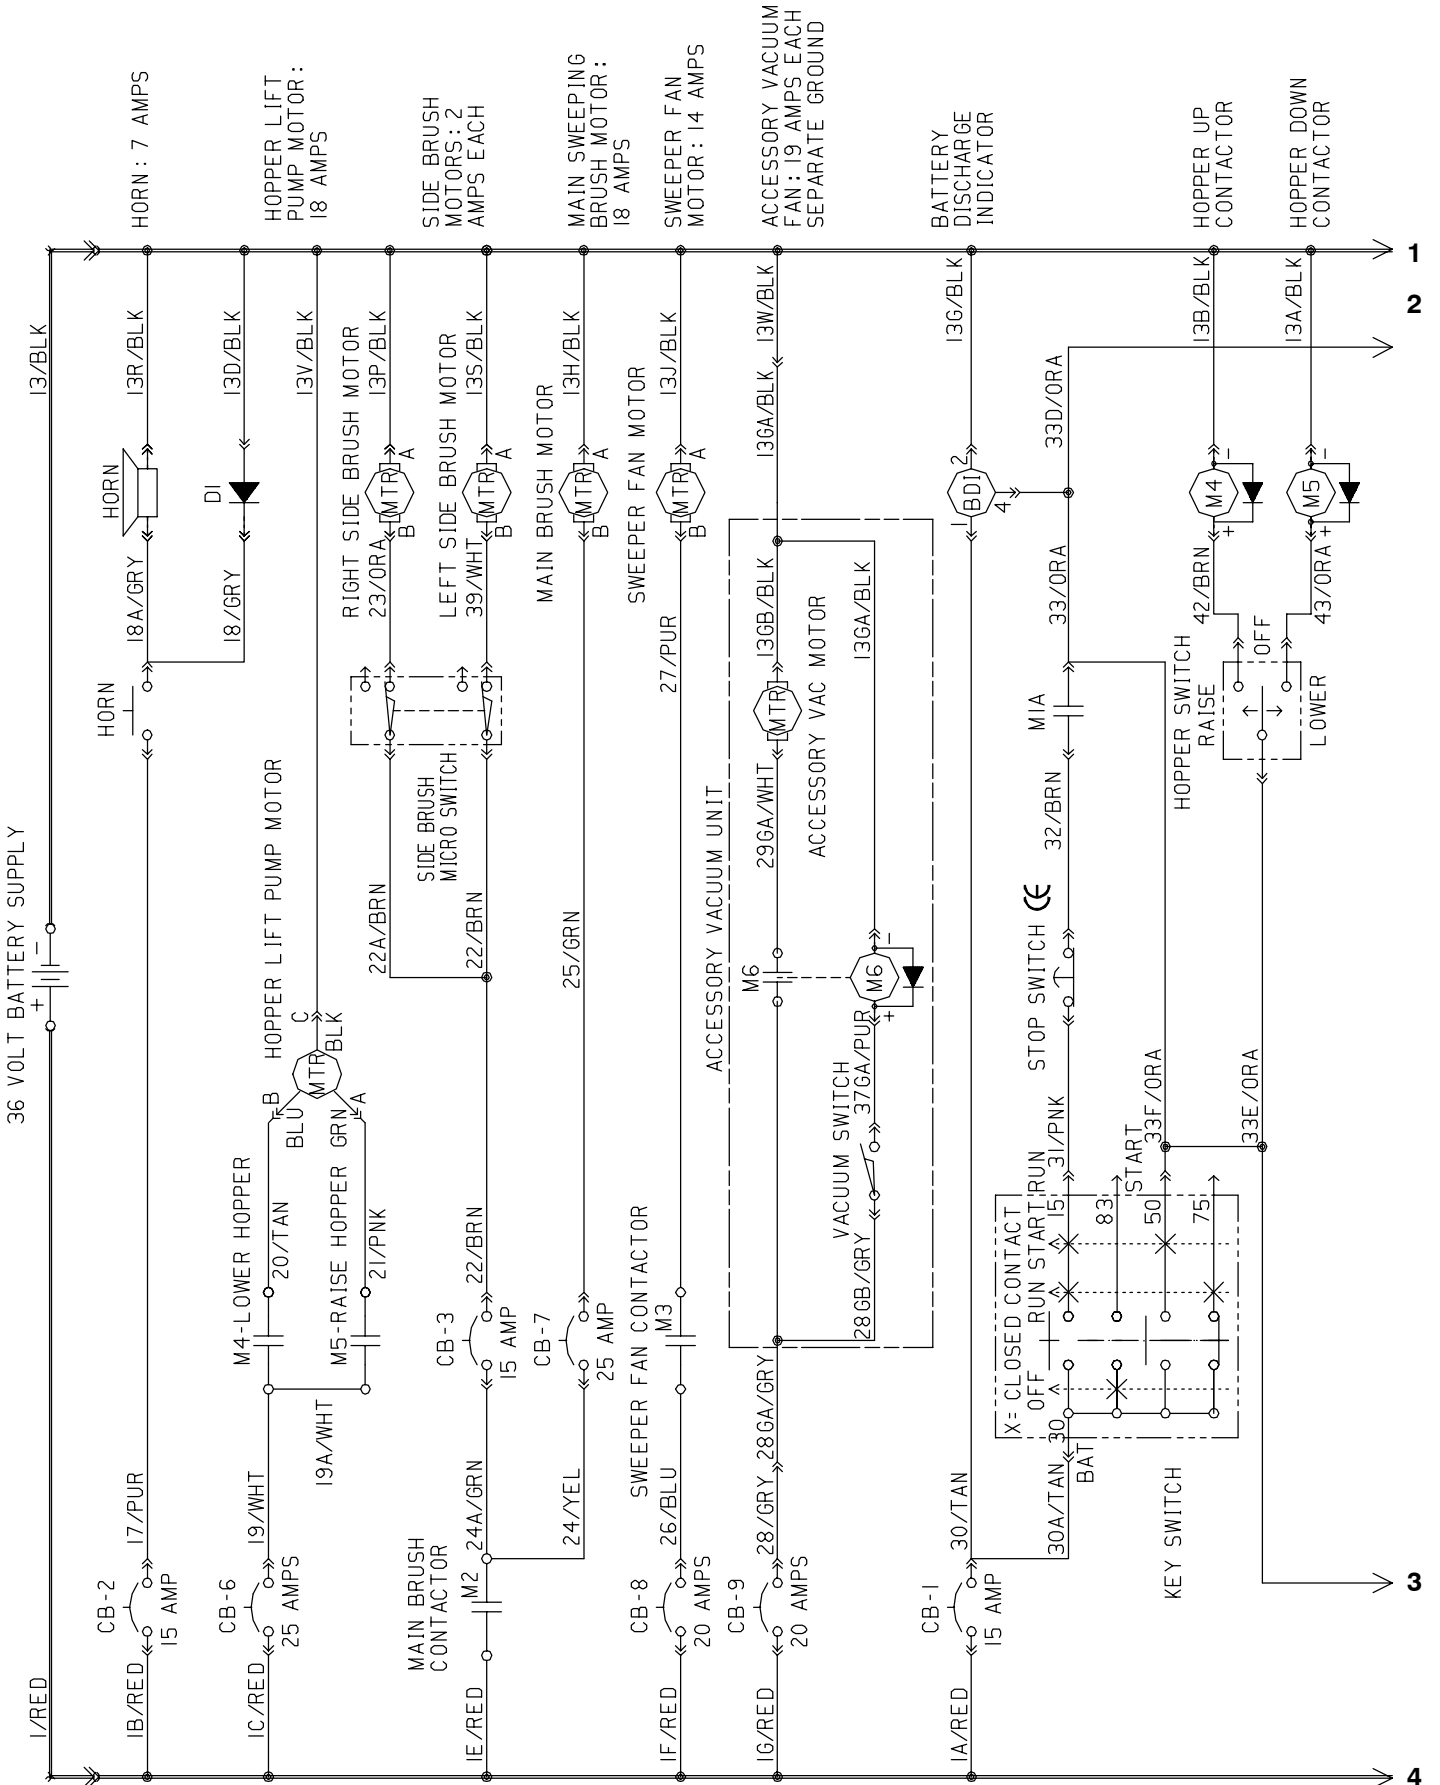 36 VOLT BATTERY SUPPLY
+
-
1/RED
13/BLK
1B/RED
CB-2
15 AMP
17/PUR
HORN
18A/GRY
HORN
13R/BLK
HORN: 7 AMPS
18/GRY
D1
13D/BLK
1C/RED
CB-6
25 AMPS
19/WHT
19A/WHT
M4-LOWER HOPPER
20/TAN
M5-RAISE HOPPER
21/PNK
B
BLU
GRN
A
MTR
C
BLK
HOPPER LIFT PUMP MOTOR
13V/BLK
HOPPER LIFT
PUMP MOTOR:
18 AMPS
1E/RED
MAIN BRUSH
CONTACTOR
M2
24A/GRN
CB-3
15 AMP
22/BRN
22A/BRN
22/BRN
SIDE BRUSH
MICRO SWITCH
RIGHT SIDE BRUSH MOTOR
23/ORA
B
MTR
A
13P/BLK
LEFT SIDE BRUSH MOTOR
39/WHT
B
MTR
A
13S/BLK
SIDE BRUSH
MOTORS: 2
AMPS EACH
24/YEL
CB-7
25 AMP
25/GRN
MAIN BRUSH MOTOR
B
MTR
A
13H/BLK
MAIN SWEEPING
BRUSH MOTOR:
18 AMPS
1F/RED
CB-8
20 AMPS
26/BLU
SWEEPER FAN CONTACTOR
M3
27/PUR
SWEEPER FAN MOTOR
B
MTR
A
13J/BLK
SWEEPER FAN
MOTOR: 14 AMPS
1G/RED
CB-9
20 AMPS
28/GRY
28GA/GRY
ACCESSORY VACUUM UNIT
M6
29GA/WHT
MTR
ACCESSORY VAC MOTOR
13GB/BLK
13GA/BLK
13W/BLK
ACCESSORY VACUUM
FAN: 19 AMPS EACH
SEPARATE GROUND
28GB/GRY
VACUUM SWITCH
37GA/PUR
+
M6
-
13GA/BLK
1A/RED
CB-1
15 AMP
30/TAN
1
BDI
2
4
13G/BLK
BATTERY
DISCHARGE
INDICATOR
30A/TAN
30
BAT
KEY SWITCH
X= CLOSED CONTACT
OFF
RUN
START
RUN
15
83
START
50
75
31/PNK
STOP SWITCH CE
32/BRN
M1A
33/ORA
33D/ORA
33F/ORA
33E/ORA
HOPPER SWITCH
RAISE
OFF
LOWER
42/BRN
+
M4
-
13B/BLK
HOPPER UP
CONTACTOR
43/ORA
+
M5
-
13A/BLK
HOPPER DOWN
CONTACTOR
1
2
3
4